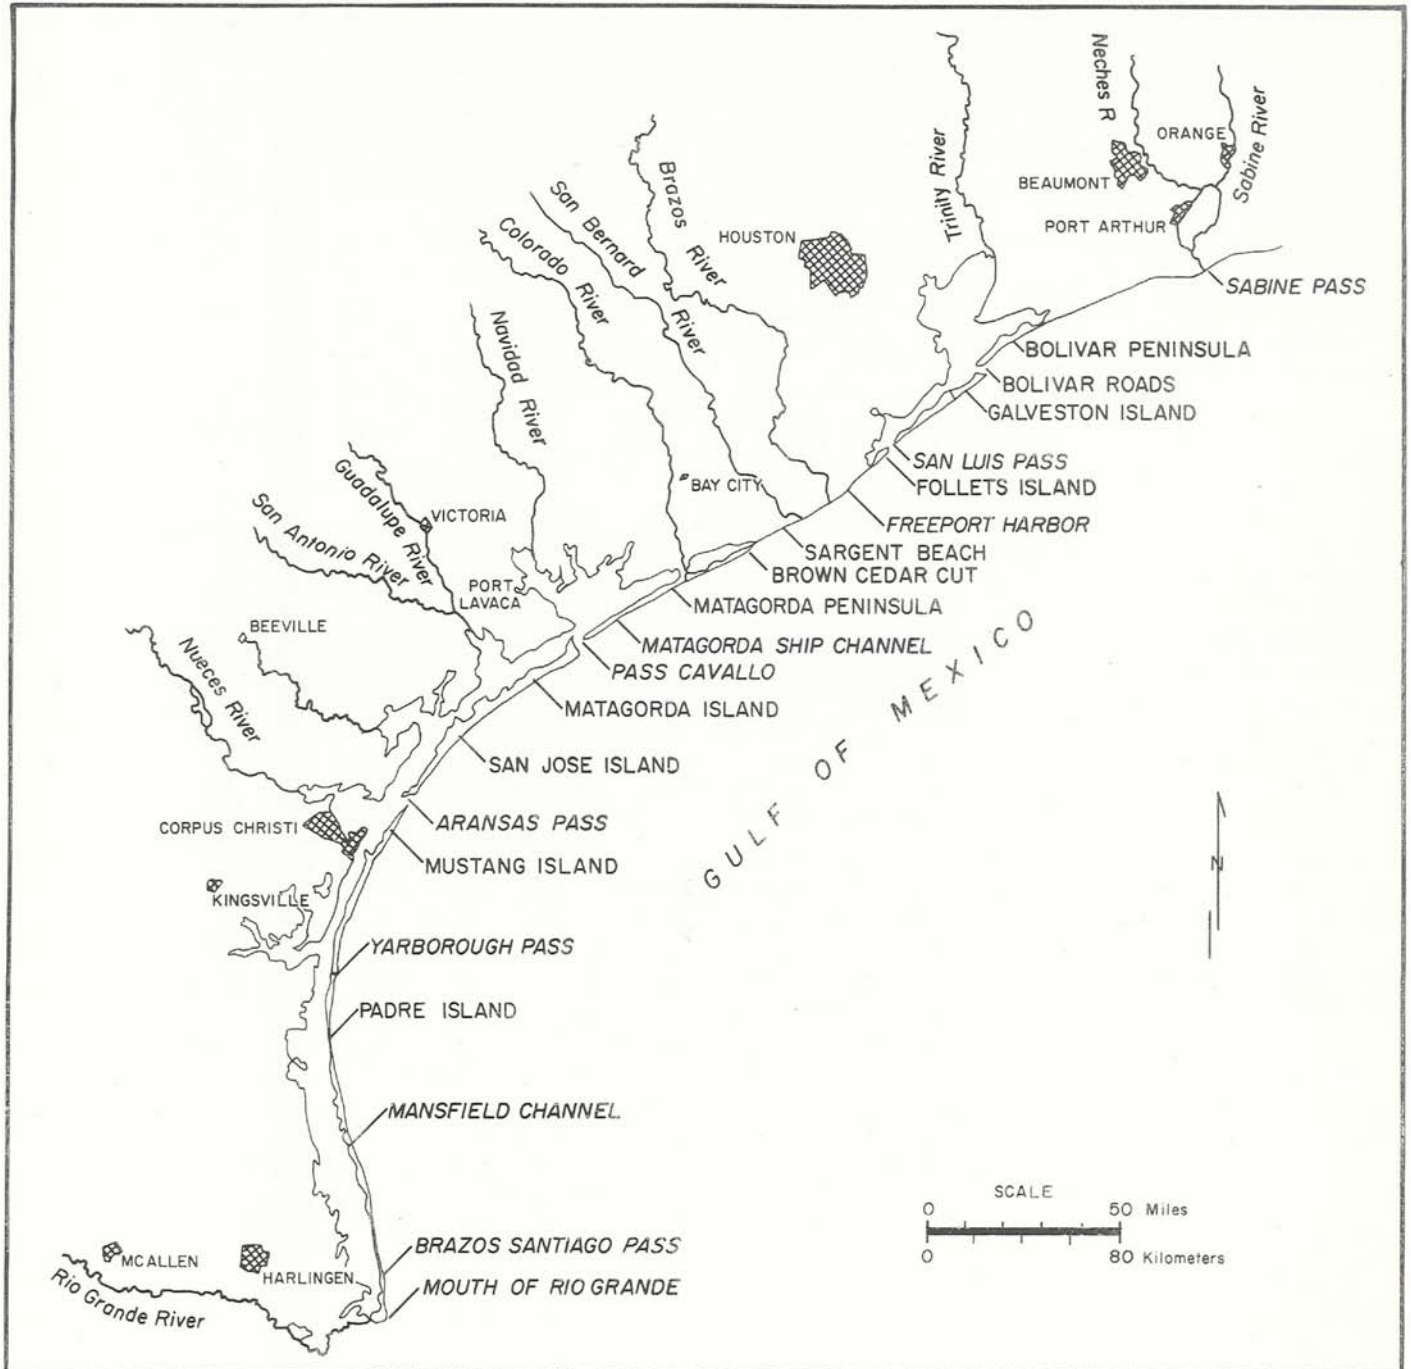 Neches R
ORANGE
Sabine River
BEAUMONT
PORT ARTHUR
SABINE PASS
Trinity River
Brazos River
HOUSTON
San Bernard River
Colorado River
Navidad River
BOLIVAR PENINSULA
BOLIVAR ROADS
GALVESTON ISLAND
SAN LUIS PASS
FOLLETS ISLAND
BAY CITY
FREEPORT HARBOR
SARGENT BEACH
BROWN CEDAR CUT
Guadalupe River
VICTORIA
San Antonio River
PORT
LAVACA
MATAGORDA PENINSULA
MATAGORDA SHIP CHANNEL
PASS CAVALLO
BEEVILLE
Nueces River
MATAGORDA ISLAND
GULF OF MEXICO
SAN JOSE ISLAND
CORPUS CHRISTI
ARANSAS PASS
MUSTANG ISLAND
N
KINGSVILLE
YARBOROUGH PASS
PADRE ISLAND
MANSFIELD CHANNEL
SCALE
0 50 Miles
0 80 Kilometers
BRAZOS SANTIAGO PASS
MCALLEN
HARLINGEN
MOUTH OF RIO GRANDE
Rio Grande River